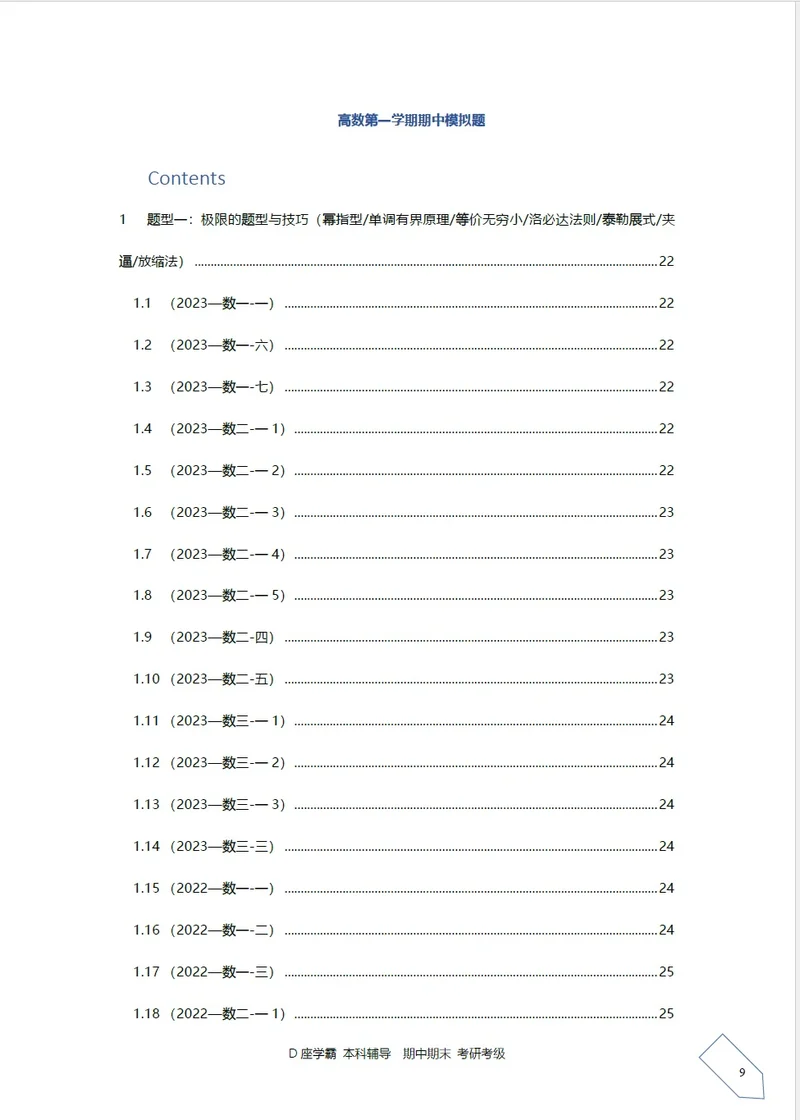 高数第一学期期中模拟题
Contents
1 题型一：极限的题型与技巧（幂指型/单调有界原理/等价无穷小/洛必达法则/泰勒展式/夹
逼/放缩法） ........................................ 22
1.1 （2023—数一-一） ........................................ 22
1.2 （2023—数一-六） ........................................ 22
1.3 （2023—数一-七） ........................................ 22
1.4 （2023—数二-一 1） ........................................ 22
1.5 （2023—数二-一 2） ........................................ 22
1.6 （2023—数二-一 3） ........................................ 23
1.7 （2023—数二-一 4） ........................................ 23
1.8 （2023—数二-一 5） ........................................ 23
1.9 （2023—数二-四） ........................................ 23
1.10 （2023—数二-五） ........................................ 23
1.11 （2023—数三-一 1） ........................................ 24
1.12 （2023—数三-一 2） ........................................ 24
1.13 （2023—数三-一 3） ........................................ 24
1.14 （2023—数三-三） ........................................ 24
1.15 （2022—数一-一） ........................................ 24
1.16 （2022—数一-二） ........................................ 24
1.17 （2022—数一-三） ........................................ 25
1.18 （2022—数二-一 1） ........................................ 25
D 座学霸 本科辅导 期中期末 考研考级
9